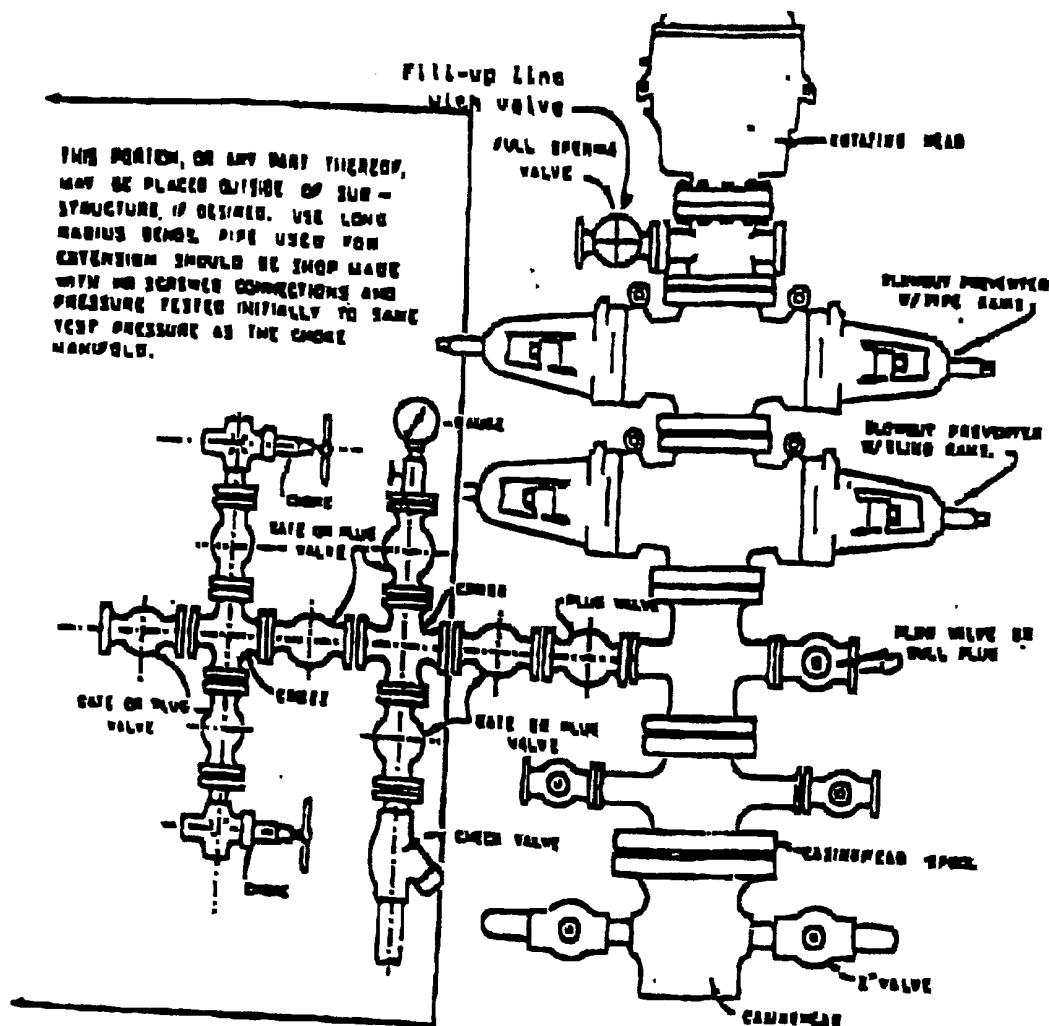 Fill-up Line
with valve
FULL OPENING
VALVE
ROTATING HEAD
THIS PORTION, OR ANY PART THEREOF,
MAY BE PLACED OUTSIDE OF SUB-
STRUCTURE, IF DESIRED. USE LONG
RADIUS BENDS. PIPE USED FOR
EXTENSION SHOULD BE SHOP MADE
WITH NO SCREWED CONNECTIONS AND
PRESSURE TESTED INITIALLY TO SAME
TEST PRESSURE AS THE CHOKE
MANIFOLD.
BLOWOUT PREVENTER
W/PIPE RAMS.
GAUGE
BLOWOUT PREVENTER
W/BLIND RAMS.
CHOKE
GATE OR PLUG
VALVE
CROSS
PLUG VALVE
VALVE OR
BULL PLUG
GATE OR PLUG
VALVE
CROSS
GATE OR PLUG
VALVE
CHECK VALVE
CASINGHEAD SPOOL
CHOKE
2" VALVE
CASINGHEAD